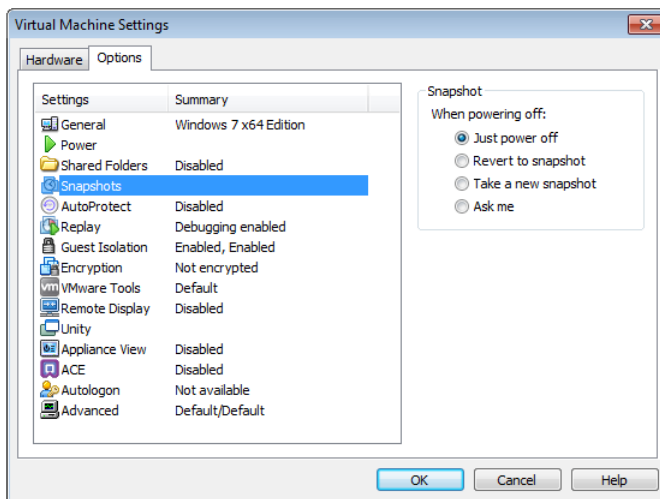 Virtual Machine Settings
Hardware Options
Settings Summary
General Windows 7 x64 Edition
Power
Shared Folders Disabled
Snapshots
AutoProtect Disabled
Replay Debugging enabled
Guest Isolation Enabled, Enabled
Encryption Not encrypted
vm VMware Tools Default
Remote Display Disabled
Unity
Appliance View Disabled
ACE Disabled
Autologon Not available
Advanced Default/Default
Snapshot
When powering off:
Just power off
Revert to snapshot
Take a new snapshot
Ask me
OK Cancel Help